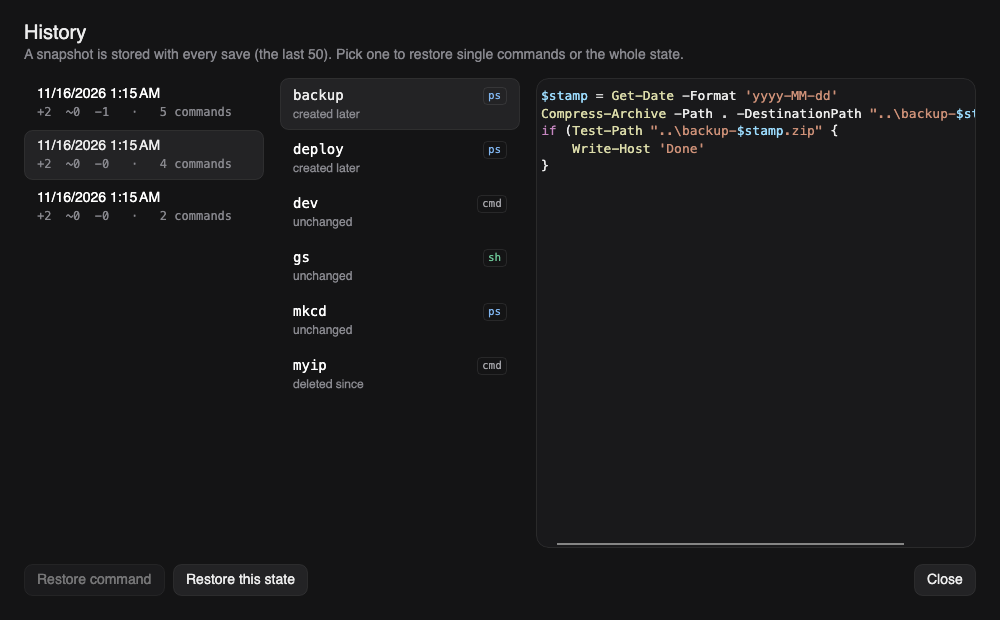 History
A snapshot is stored with every save (the last 50). Pick one to restore single commands or the whole state.
11/16/2026 1:15 AM
+2 ~0 −1 · 5 commands
11/16/2026 1:15 AM
+2 ~0 −0 · 4 commands
11/16/2026 1:15 AM
+2 ~0 −0 · 2 commands
backup ps
created later
deploy ps
created later
dev cmd
unchanged
gs sh
unchanged
mkcd ps
unchanged
myip cmd
deleted since
$stamp = Get-Date -Format 'yyyy-MM-dd'
Compress-Archive -Path . -DestinationPath "..\backup-$st
if (Test-Path "..\backup-$stamp.zip" {
    Write-Host 'Done'
}
Restore command
Restore this state
Close